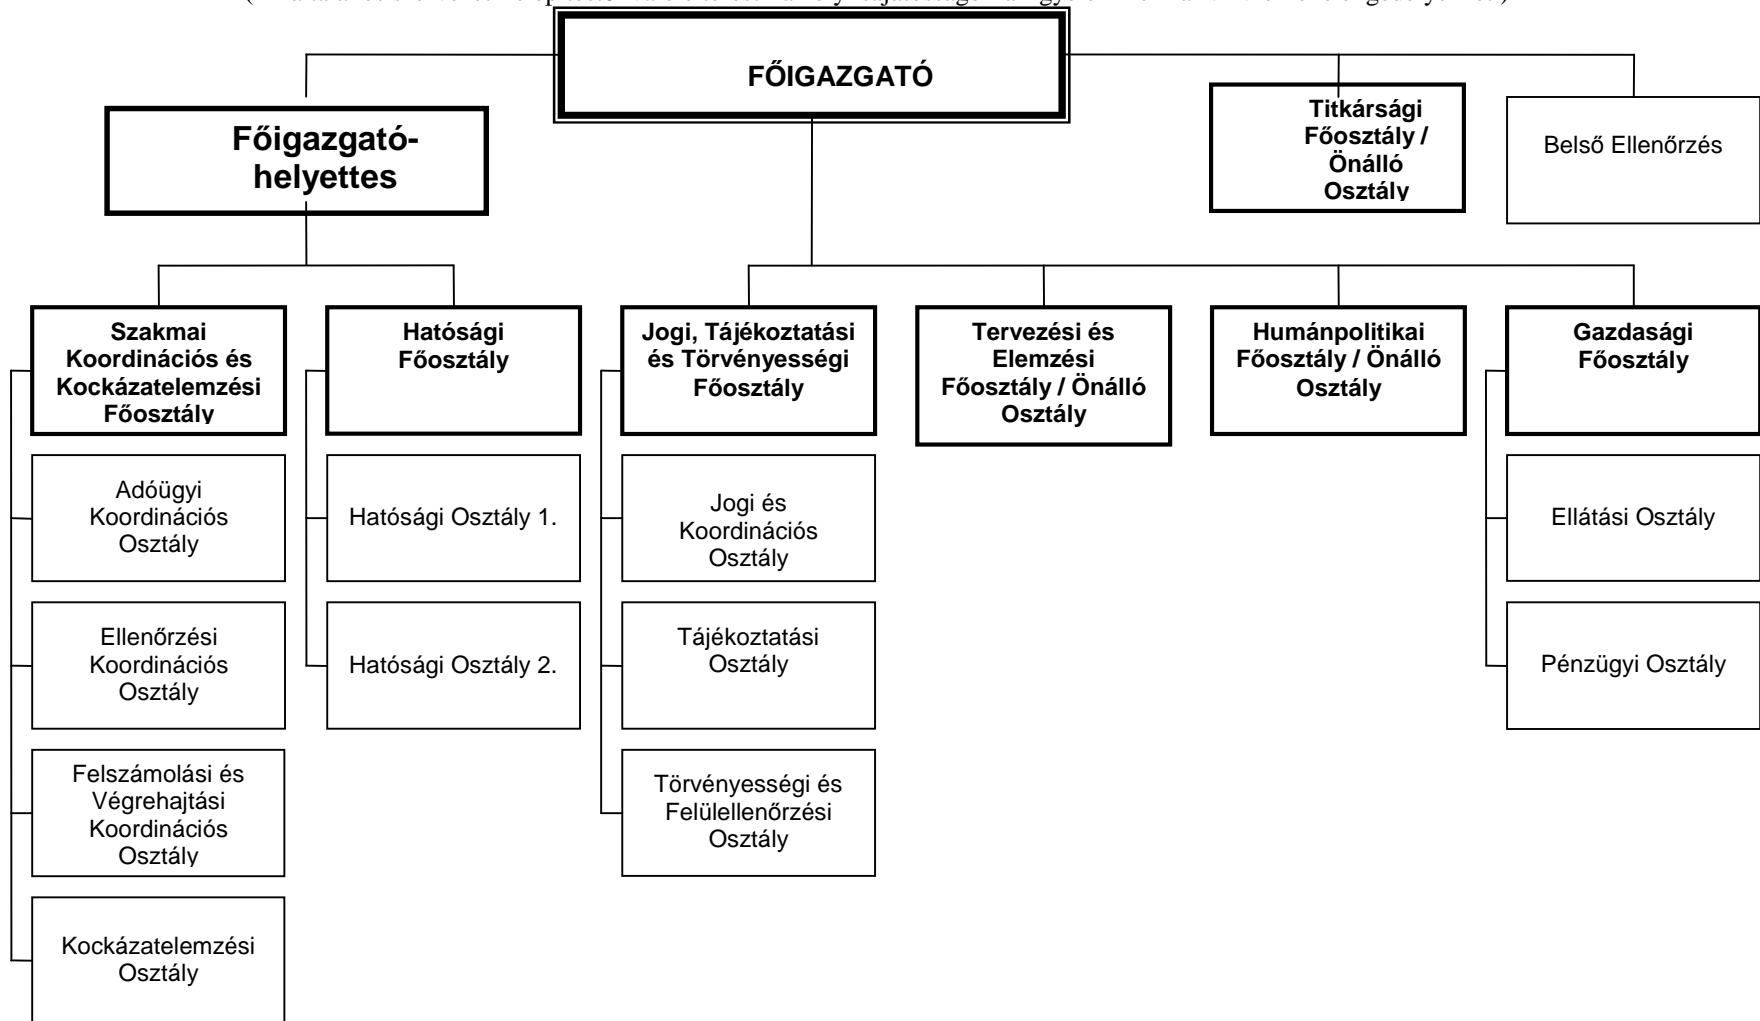 FŐIGAZGATÓ
Főigazgató-
helyettes
Titkársági
Főosztály /
Önálló
Osztály
Belső Ellenőrzés
Szakmai
Koordinációs és
Kockázatelemzési
Főosztály
Hatósági
Főosztály
Jogi, Tájékoztatási
és Törvényességi
Főosztály
Tervezési és
Elemzési
Főosztály / Önálló
Osztály
Humánpolitikai
Főosztály / Önálló
Osztály
Gazdasági
Főosztály
Adóügyi
Koordinációs
Osztály
Ellenőrzési
Koordinációs
Osztály
Felszámolási és
Végrehajtási
Koordinációs
Osztály
Kockázatelemzési
Osztály
Hatósági Osztály 1.
Hatósági Osztály 2.
Jogi és
Koordinációs
Osztály
Tájékoztatási
Osztály
Törvényességi és
Felülellenőrzési
Osztály
Ellátási Osztály
Pénzügyi Osztály